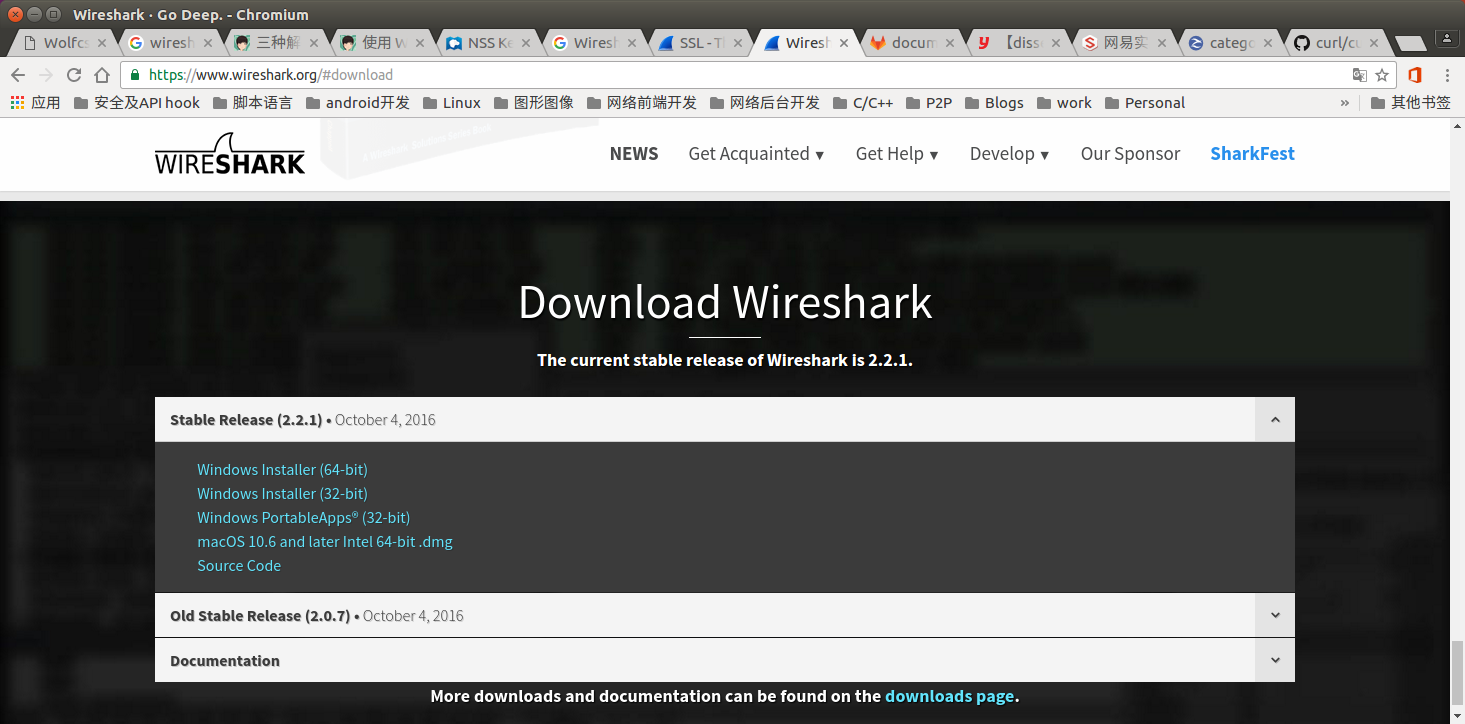 Wireshark · Go Deep. - Chromium
Wolfcs
wiresh
三种解
使用 W
NSS Ke
Wiresh
SSL - Th
Wiresh
docum
【disse
网易实
catego
curl/cu
https://www.wireshark.org/#download
应用 安全及API hook 脚本语言 android开发 Linux 图形图像 网络前端开发 网络后台开发 C/C++ P2P Blogs work Personal » 其他书签
WIRESHARK
NEWS Get Acquainted ▾ Get Help ▾ Develop ▾ Our Sponsor SharkFest
Download Wireshark
The current stable release of Wireshark is 2.2.1.
Stable Release (2.2.1) • October 4, 2016
Windows Installer (64-bit)
Windows Installer (32-bit)
Windows PortableApps® (32-bit)
macOS 10.6 and later Intel 64-bit .dmg
Source Code
Old Stable Release (2.0.7) • October 4, 2016
Documentation
More downloads and documentation can be found on the downloads page.